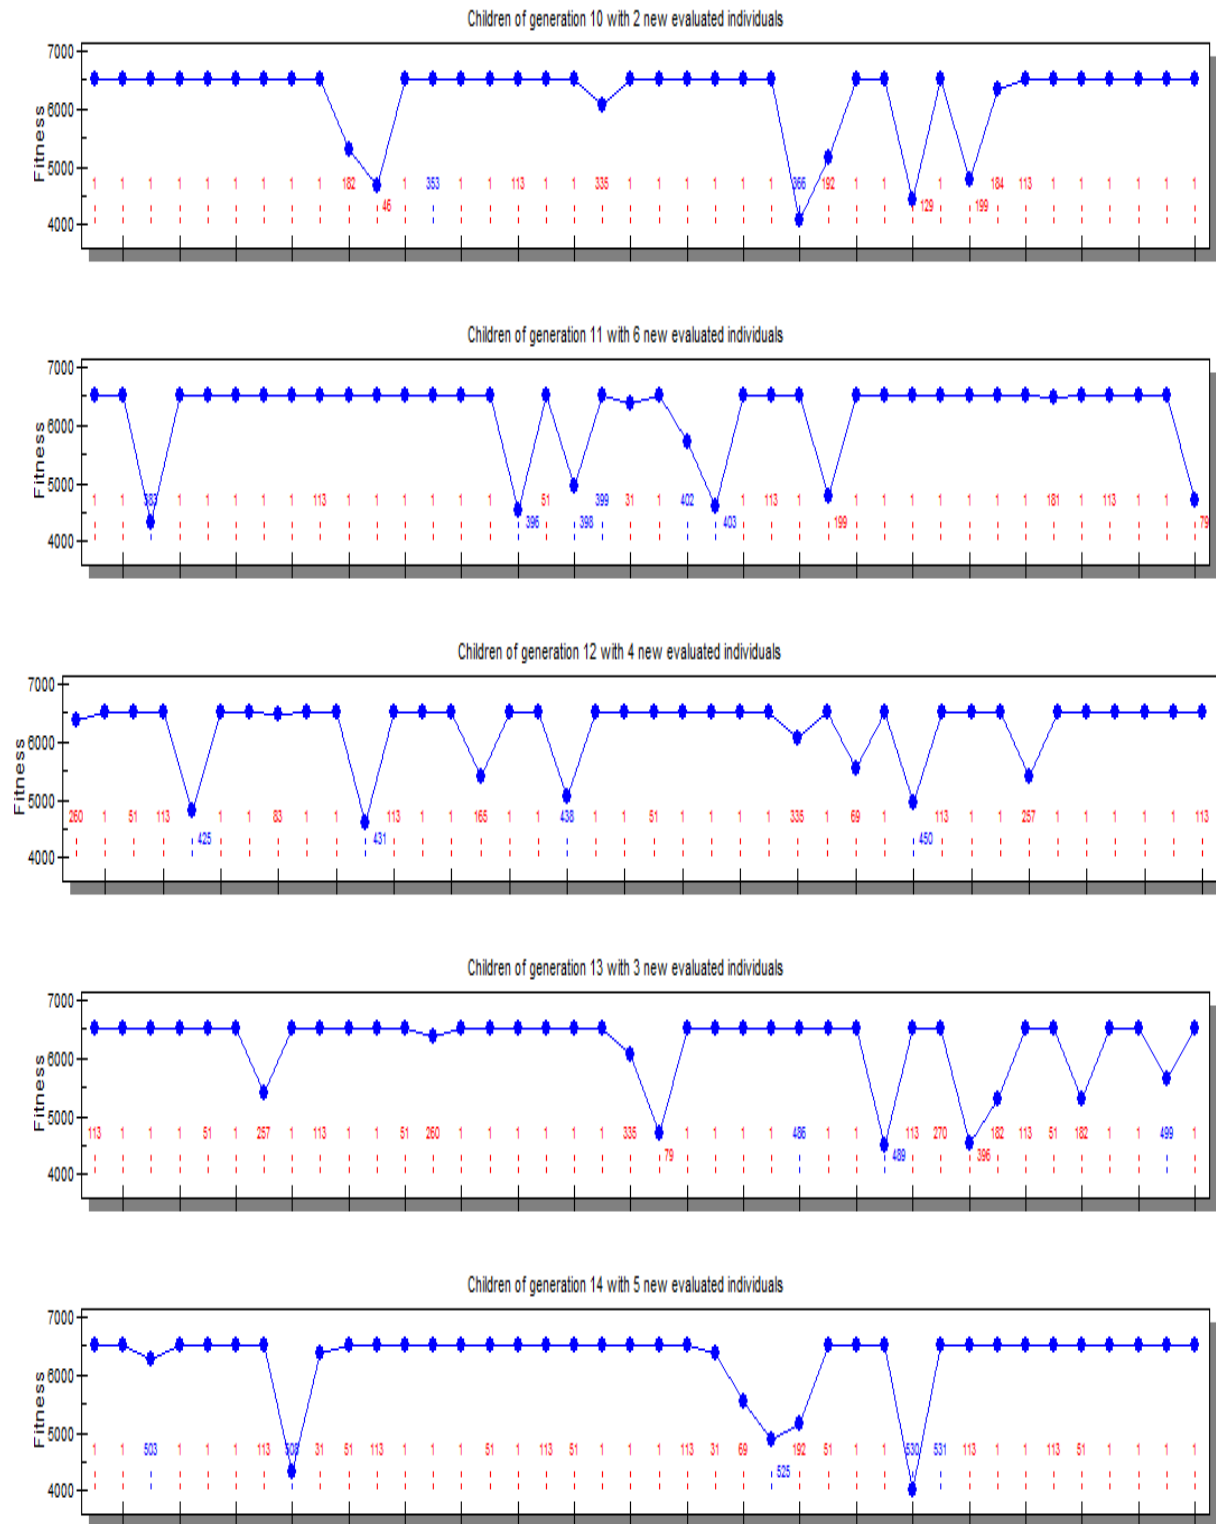 Children of generation 10 with 2 new evaluated individuals
7000
6000
5000
4000
Fitness
1 1 1 1 1 1 1 1 1 182 1 353 1 1 113 1 1 335 1 1 1 1 1 1 366 192 1 1 1 184 113 1 1 1 1 1 1
46 129 199
Children of generation 11 with 6 new evaluated individuals
7000
6000
5000
4000
Fitness
1 1 383 1 1 1 1 1 113 1 1 1 1 1 1 51 399 31 1 402 1 113 1 1 1 1 1 1 1 1 181 1 113 1 1
396 398 403 199 79
Children of generation 12 with 4 new evaluated individuals
7000
6000
5000
4000
Fitness
260 1 51 113 1 1 83 1 1 113 1 1 165 1 1 438 1 1 51 1 1 1 1 335 1 69 1 113 1 1 257 1 1 1 1 1 113
425 431 450
Children of generation 13 with 3 new evaluated individuals
7000
6000
5000
4000
Fitness
113 1 1 1 51 1 257 1 113 1 1 51 260 1 1 1 1 1 1 335 1 1 1 1 486 1 1 113 270 182 113 51 182 1 1 499 1
79 489 396
Children of generation 14 with 5 new evaluated individuals
7000
6000
5000
4000
Fitness
1 1 503 1 1 1 113 508 31 51 113 1 1 1 51 1 113 51 1 1 1 113 31 69 192 51 1 1 530 531 113 1 1 113 51 1 1 1 1
525